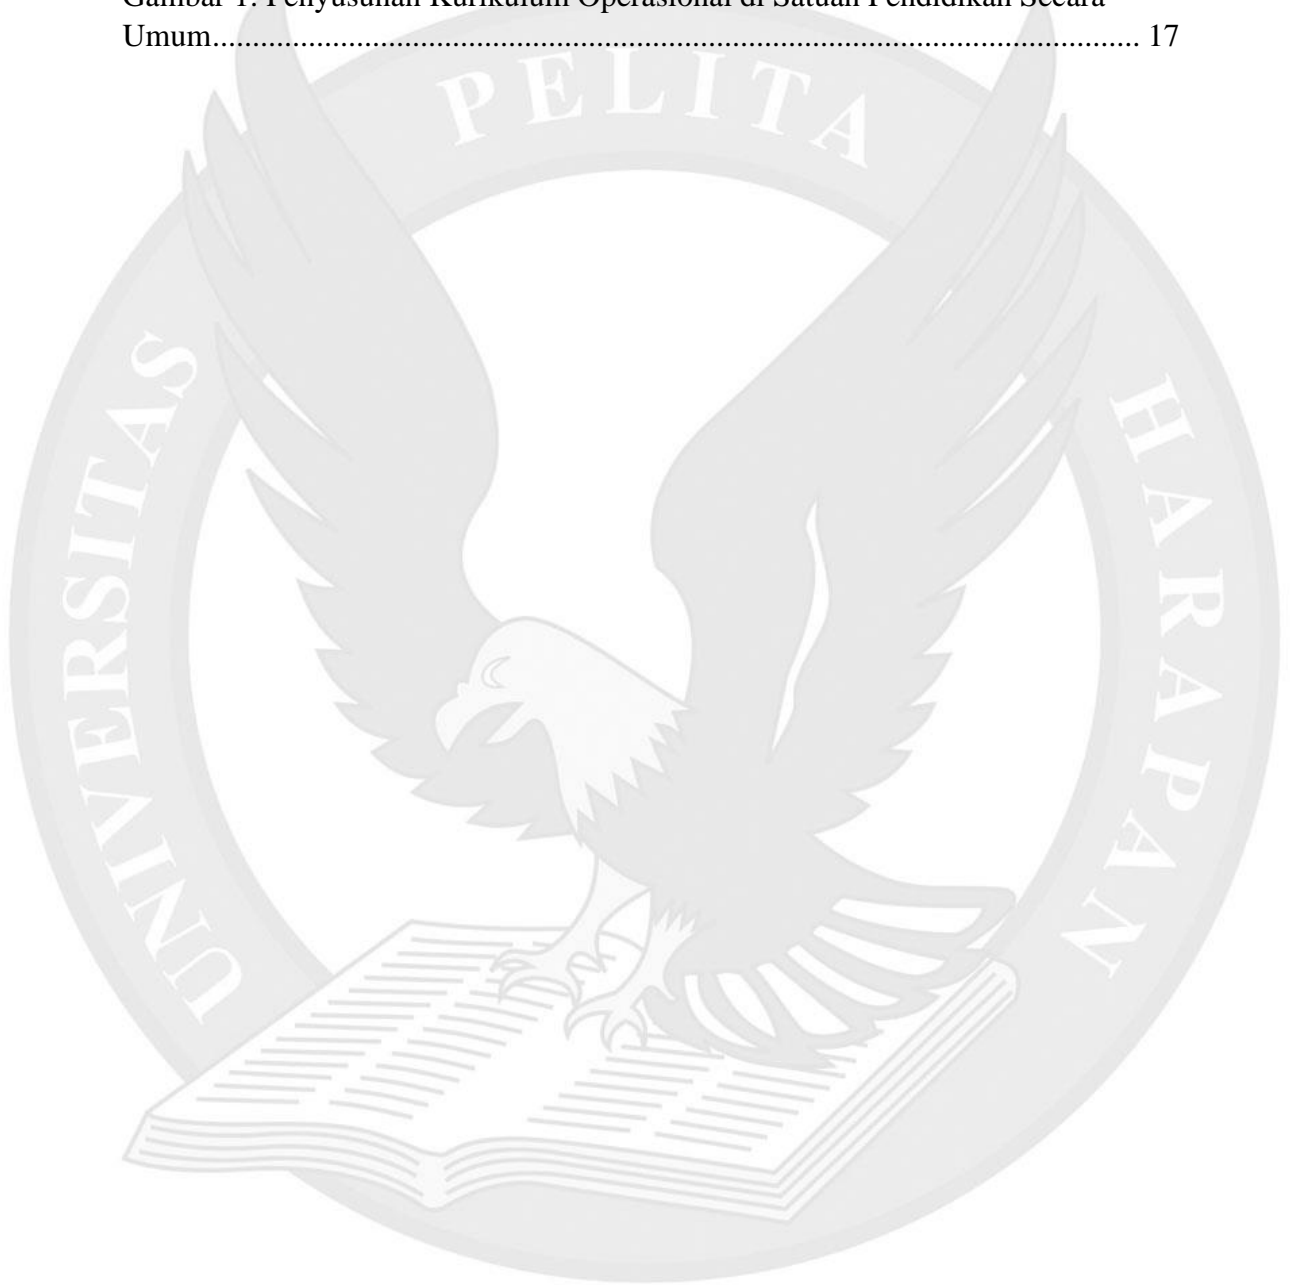 Gambar 1. Penyusunan Kurikulum Operasional di Satuan Pendidikan Secara
Umum.................................................................................................................. 17
PELITA
UNIVERSITAS
HARAPAN